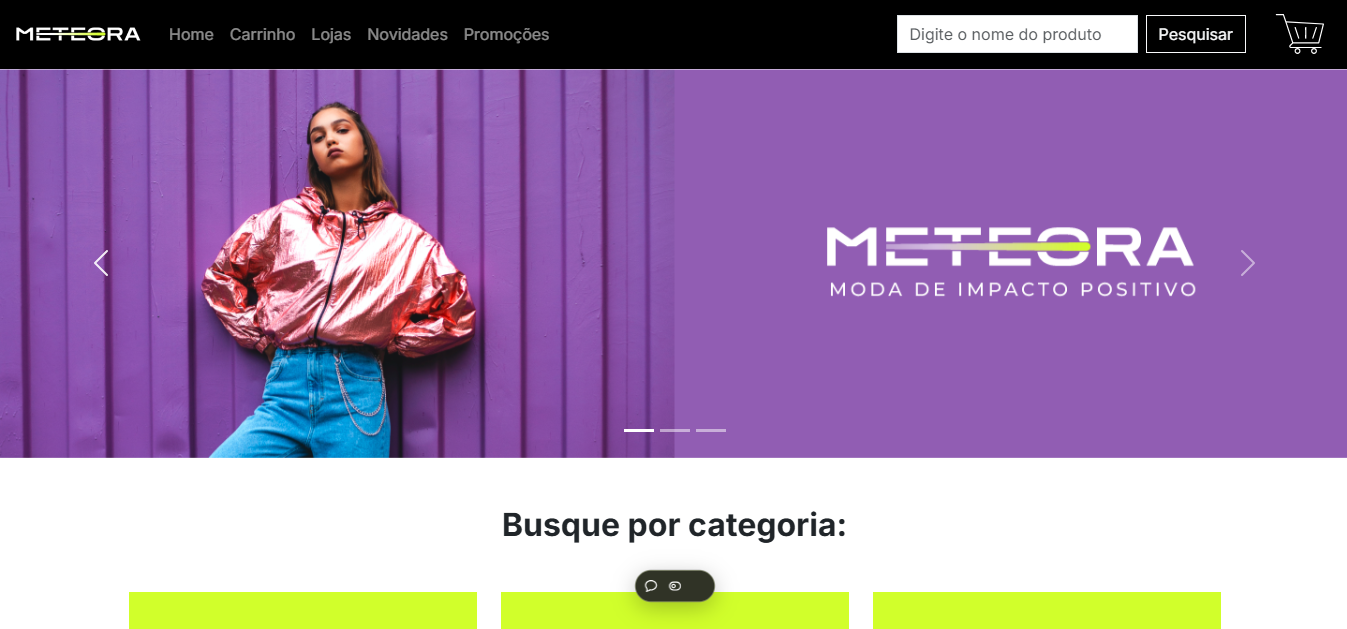 METEORA
Home Carrinho Lojas Novidades Promoções
Digite o nome do produto
Pesquisar
METEORA
MODA DE IMPACTO POSITIVO
Busque por categoria: